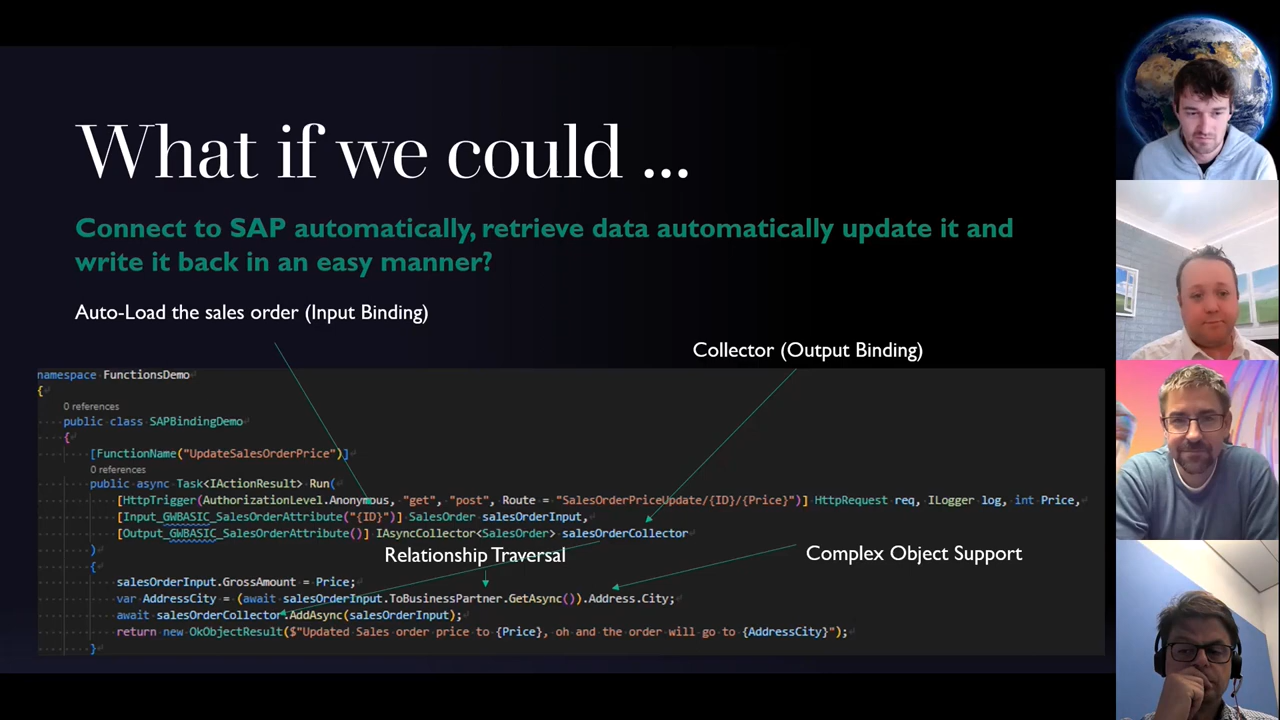 What if we could ...
Connect to SAP automatically, retrieve data automatically update it and
write it back in an easy manner?
Auto-Load the sales order (Input Binding)
Collector (Output Binding)
namespace FunctionsDemo
{
0 references
public class SAPBindingDemo
{
[FunctionName("UpdateSalesOrderPrice")]
0 references
public async Task<IActionResult> Run(
[HttpTrigger(AuthorizationLevel.Anonymous, "get", "post", Route = "SalesOrderPriceUpdate/{ID}/{Price}")] HttpRequest req, ILogger log, int Price,
[Input_GWBASIC_SalesOrderAttribute("{ID}")] SalesOrder salesOrderInput,
[Output_GWBASIC_SalesOrderAttribute()] IAsyncCollector<SalesOrder> salesOrderCollector
)
Relationship Traversal
Complex Object Support
{
salesOrderInput.GrossAmount = Price;
var AddressCity = (await salesOrderInput.ToBusinessPartner.GetAsync()).Address.City;
await salesOrderCollector.AddAsync(salesOrderInput);
return new OkObjectResult($"Updated Sales order price to {Price}, oh and the order will go to {AddressCity}");
}